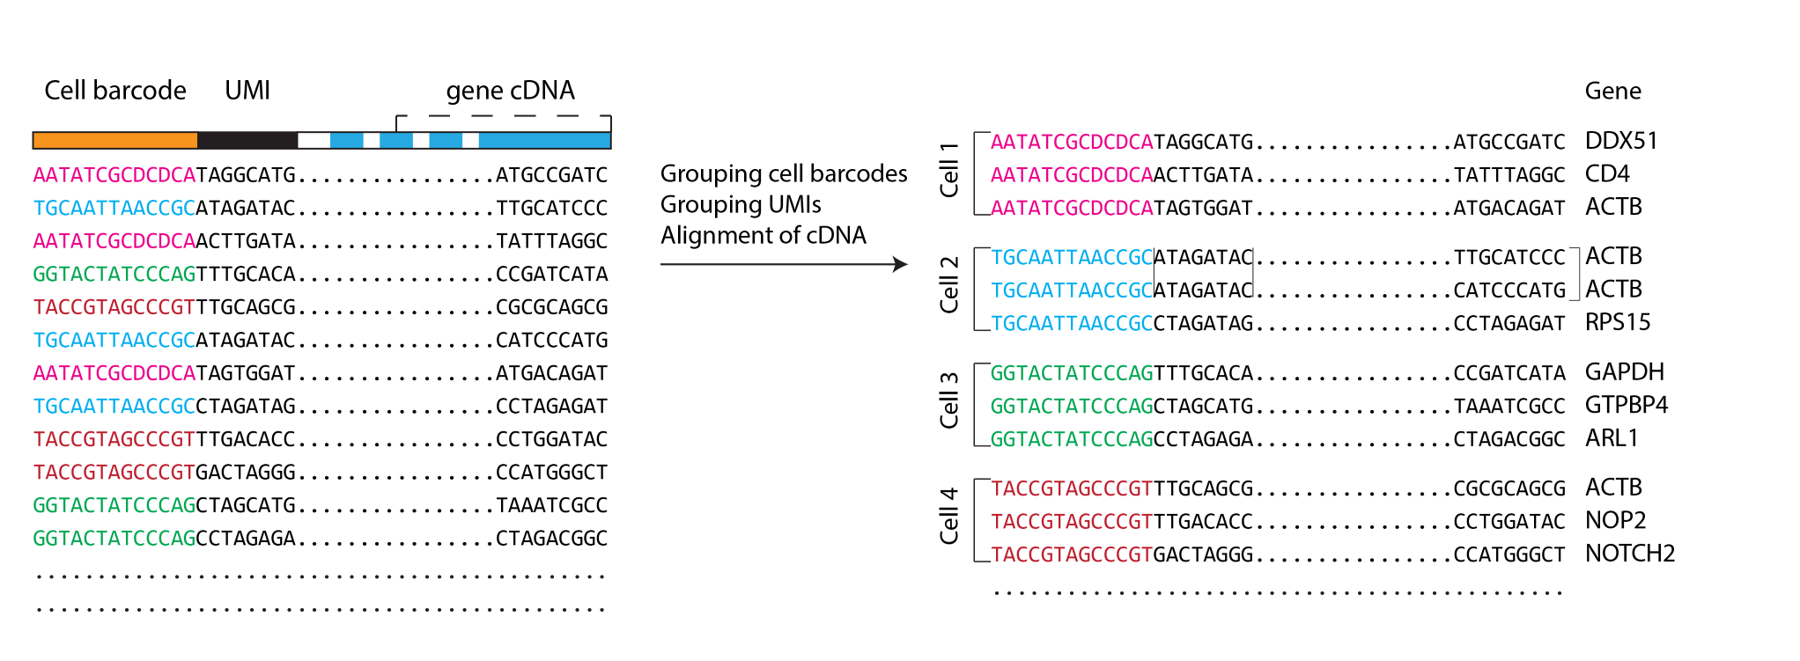 Cell barcode UMI gene cDNA
AATATCGCDCDCATAGGCATG................ATGCCGATC
TGCAATTAACCGCATAGATAC................TTGCATCCC
AATATCGCDCDCAACTTGATA................TATTTAGGC
GGTACTATCCCAGTTTGCACA................CCGATCATA
TACCGTAGCCCGTTTGCAGCG................CGCGCAGCG
TGCAATTAACCGCATAGATAC................CATCCCATG
AATATCGCDCDCATAGTGGAT................ATGACAGAT
TGCAATTAACCGCCTAGATAG................CCTAGAGAT
TACCGTAGCCCGTTTGACACC................CCTGGATAC
TACCGTAGCCCGTGACTAGGG................CCATGGGCT
GGTACTATCCCAGCTAGCATG................TAAATCGCC
GGTACTATCCCAGCCTAGAGA................CTAGACGGC
..............................................
..............................................
Grouping cell barcodes
Grouping UMIs
Alignment of cDNA
Gene
Cell 1
AATATCGCDCDCATAGGCATG................ATGCCGATC DDX51
AATATCGCDCDCAACTTGATA................TATTTAGGC CD4
AATATCGCDCDCATAGTGGAT................ATGACAGAT ACTB
Cell 2
TGCAATTAACCGCATAGATAC................TTGCATCCC ACTB
TGCAATTAACCGCATAGATAC................CATCCCATG ACTB
TGCAATTAACCGCCTAGATAG................CCTAGAGAT RPS15
Cell 3
GGTACTATCCCAGTTTGCACA................CCGATCATA GAPDH
GGTACTATCCCAGCTAGCATG................TAAATCGCC GTPBP4
GGTACTATCCCAGCCTAGAGA................CTAGACGGC ARL1
Cell 4
TACCGTAGCCCGTTTGCAGCG................CGCGCAGCG ACTB
TACCGTAGCCCGTTTGACACC................CCTGGATAC NOP2
TACCGTAGCCCGTGACTAGGG................CCATGGGCT NOTCH2
..............................................